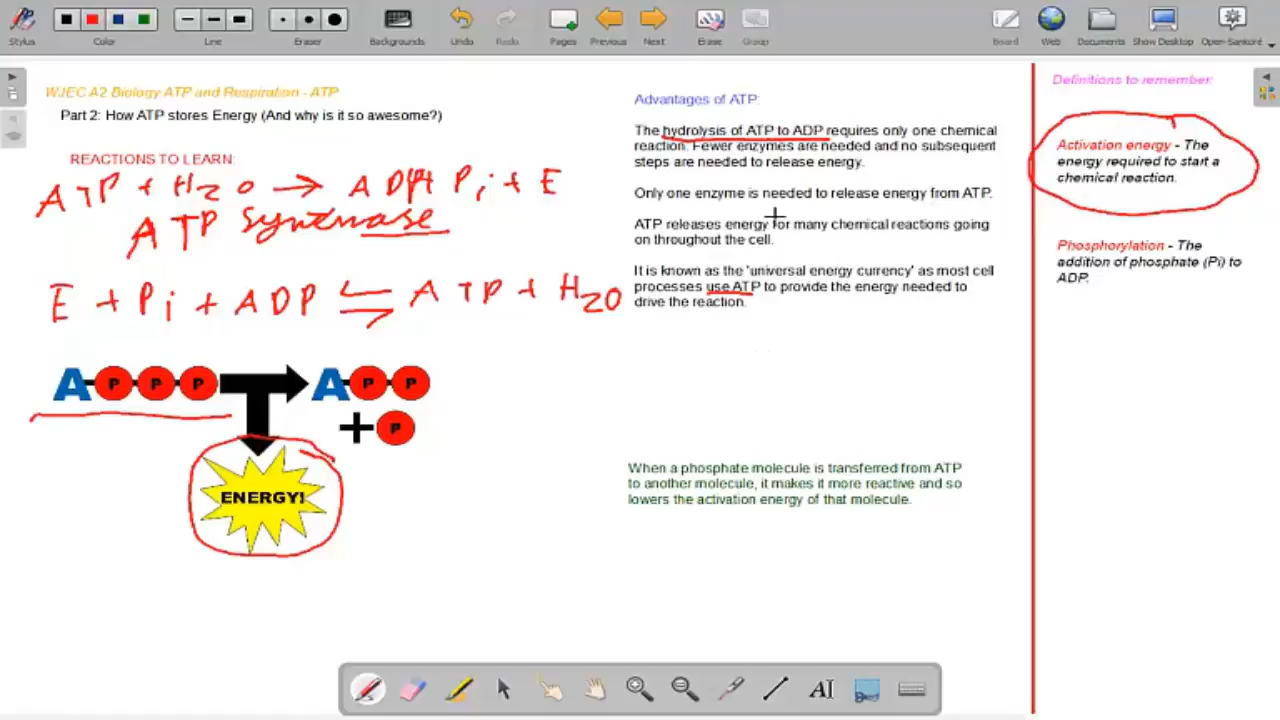 Stylus
Color
Line
Eraser
Backgrounds
Undo
Redo
Pages
Previous
Next
Erase
Group
Board
Web
Documents
Show Desktop
Open-Sankoré
WJEC A2 Biology ATP and Respiration - ATP
Part 2: How ATP stores Energy (And why is it so awesome?)
REACTIONS TO LEARN:
ATP + H2O → ADP+ Pi + E
ATP synthase
E + Pi + ADP ⇌ ATP + H2O
A P P P
A P P
+ P
ENERGY!
Advantages of ATP:
The hydrolysis of ATP to ADP requires only one chemical
reaction. Fewer enzymes are needed and no subsequent
steps are needed to release energy.
Only one enzyme is needed to release energy from ATP.
ATP releases energy for many chemical reactions going
on throughout the cell.
It is known as the 'universal energy currency' as most cell
processes use ATP to provide the energy needed to
drive the reaction.
When a phosphate molecule is transferred from ATP
to another molecule, it makes it more reactive and so
lowers the activation energy of that molecule.
Definitions to remember:
Activation energy - The
energy required to start a
chemical reaction.
Phosphorylation - The
addition of phosphate (Pi) to
ADP.
AI